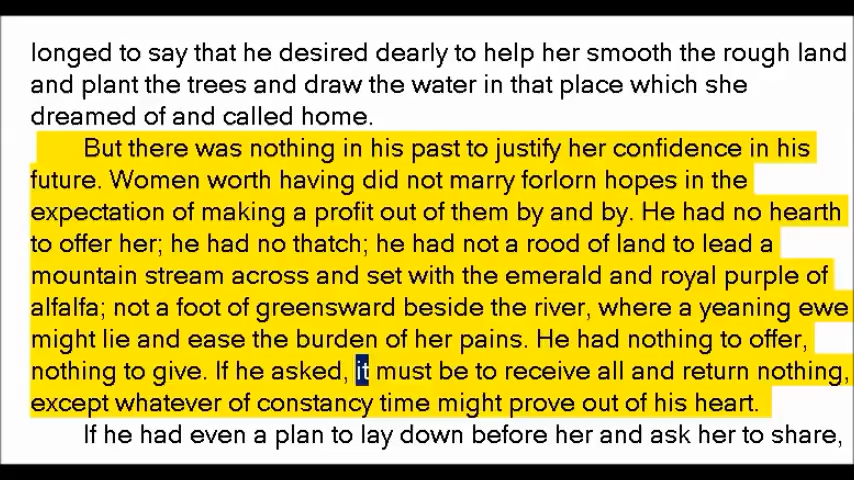 longed to say that he desired dearly to help her smooth the rough land
and plant the trees and draw the water in that place which she
dreamed of and called home.
But there was nothing in his past to justify her confidence in his
future. Women worth having did not marry forlorn hopes in the
expectation of making a profit out of them by and by. He had no hearth
to offer her; he had no thatch; he had not a rood of land to lead a
mountain stream across and set with the emerald and royal purple of
alfalfa; not a foot of greensward beside the river, where a yeaning ewe
might lie and ease the burden of her pains. He had nothing to offer,
nothing to give. If he asked, it must be to receive all and return nothing,
except whatever of constancy time might prove out of his heart.
If he had even a plan to lay down before her and ask her to share,